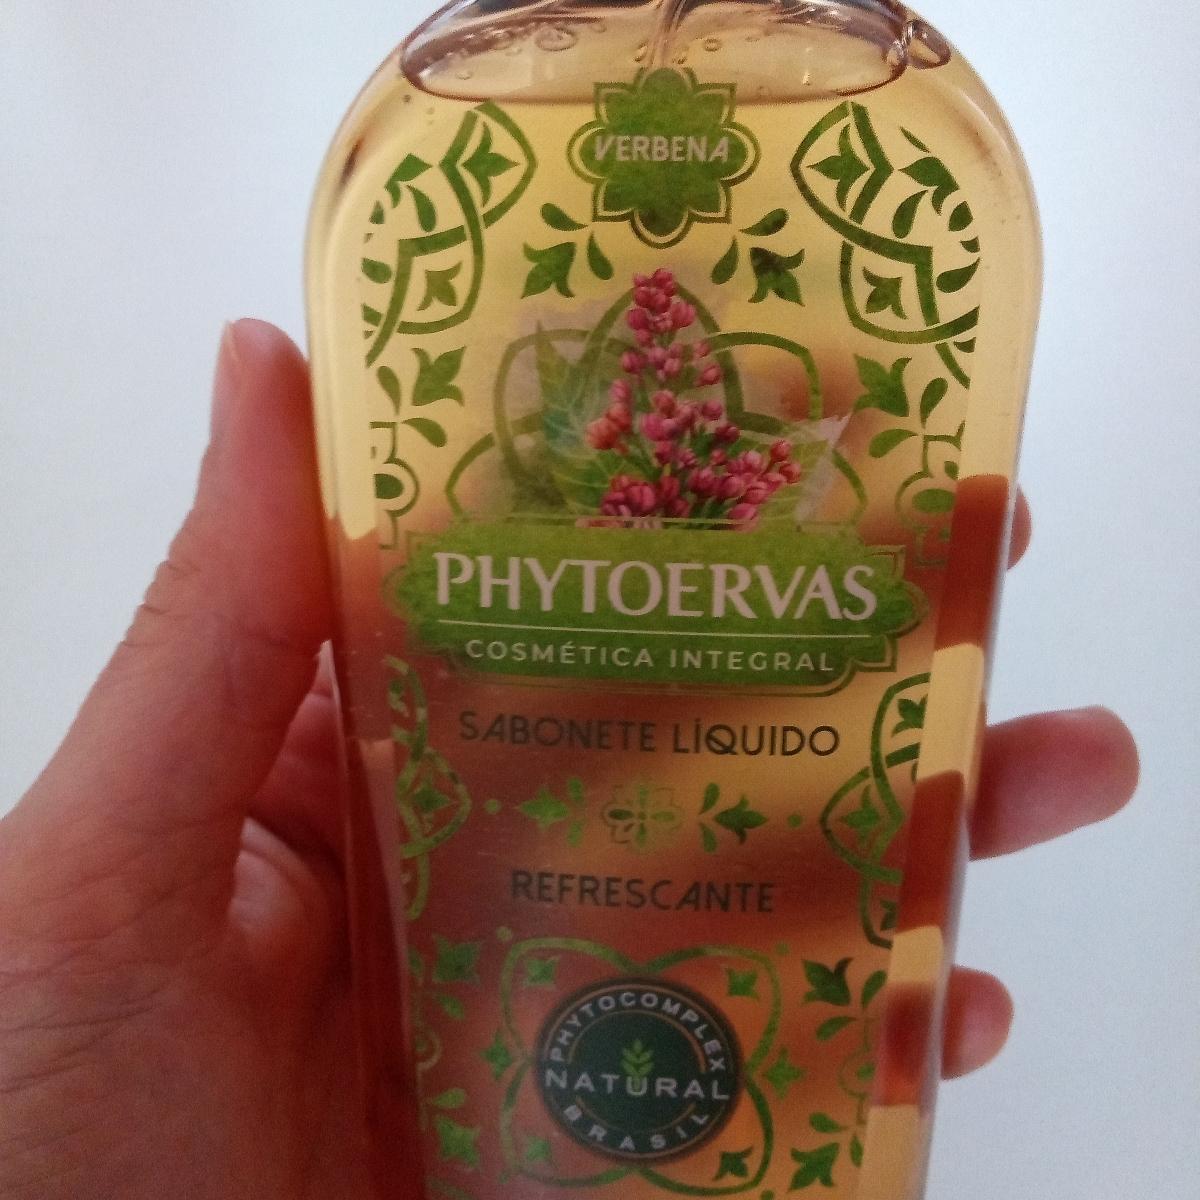 VERBENA
PHYTOERVAS
COSMÉTICA INTEGRAL
SABONETE LÍQUIDO
REFRESCANTE
PHYTOCOMPLEX
NATURAL
BRASIL